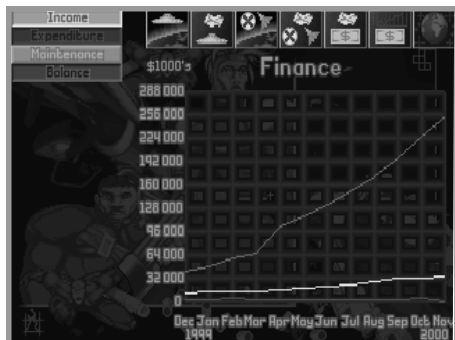 Income
Expenditure
Maintenance
Balance
$1000's
Finance
288 000
256 000
224 000
192 000
160 000
128 000
96 000
64 000
32 000
0
Dec Jan Feb Mar Apr May Jun Jul Aug Sep Oct Nov
1999 2000